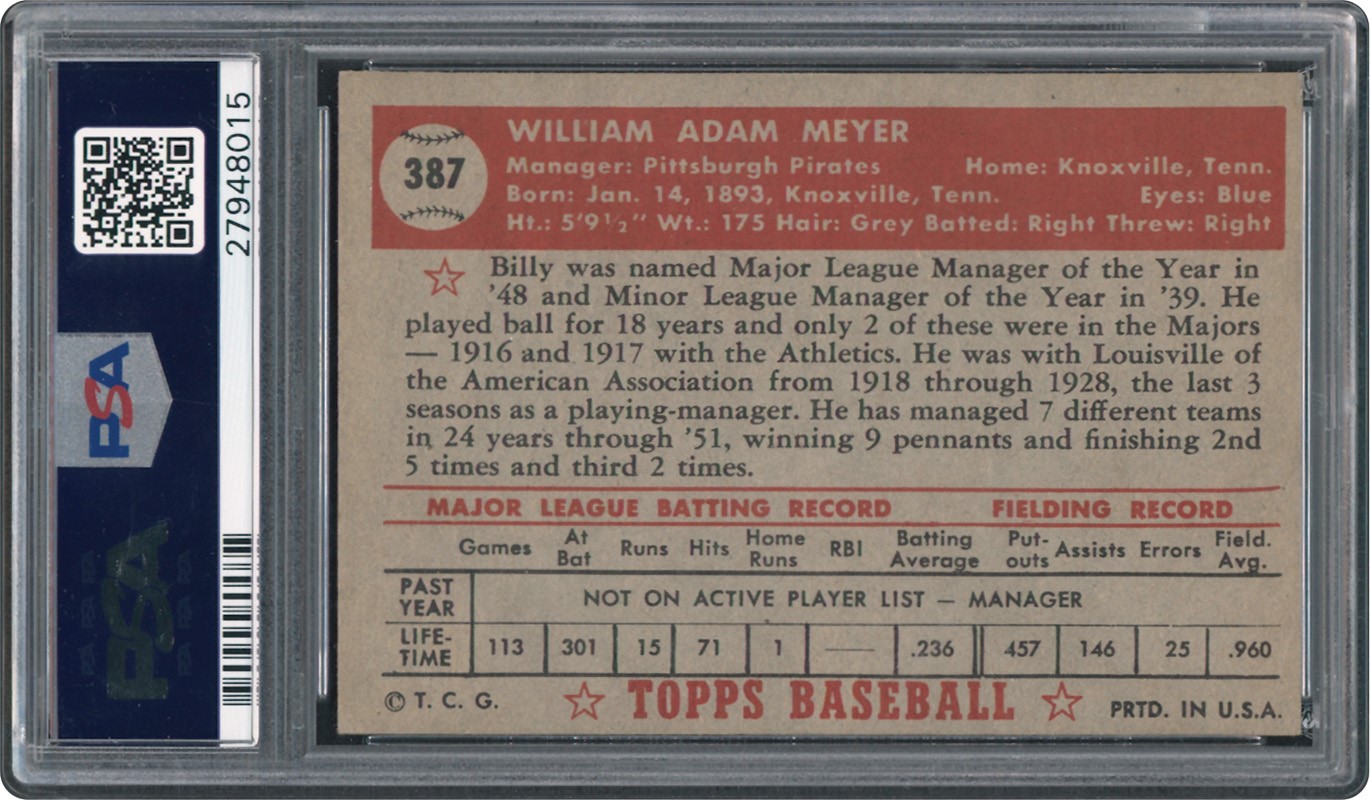 27948015
PSA
PSA
387
WILLIAM ADAM MEYER
Manager: Pittsburgh Pirates Home: Knoxville, Tenn.
Born: Jan. 14, 1893, Knoxville, Tenn. Eyes: Blue
Ht.: 5'9½" Wt.: 175 Hair: Grey Batted: Right Threw: Right
☆ Billy was named Major League Manager of the Year in
'48 and Minor League Manager of the Year in '39. He
played ball for 18 years and only 2 of these were in the Majors
— 1916 and 1917 with the Athletics. He was with Louisville of
the American Association from 1918 through 1928, the last 3
seasons as a playing-manager. He has managed 7 different teams
in 24 years through '51, winning 9 pennants and finishing 2nd
5 times and third 2 times.
MAJOR LEAGUE BATTING RECORD FIELDING RECORD
Games At Bat Runs Hits Home Runs RBI Batting Average Put-outs Assists Errors Field. Avg.
PAST YEAR NOT ON ACTIVE PLAYER LIST — MANAGER
LIFE-TIME 113 301 15 71 1 — .236 457 146 25 .960
© T. C. G. ☆ TOPPS BASEBALL ☆ PRTD. IN U.S.A.